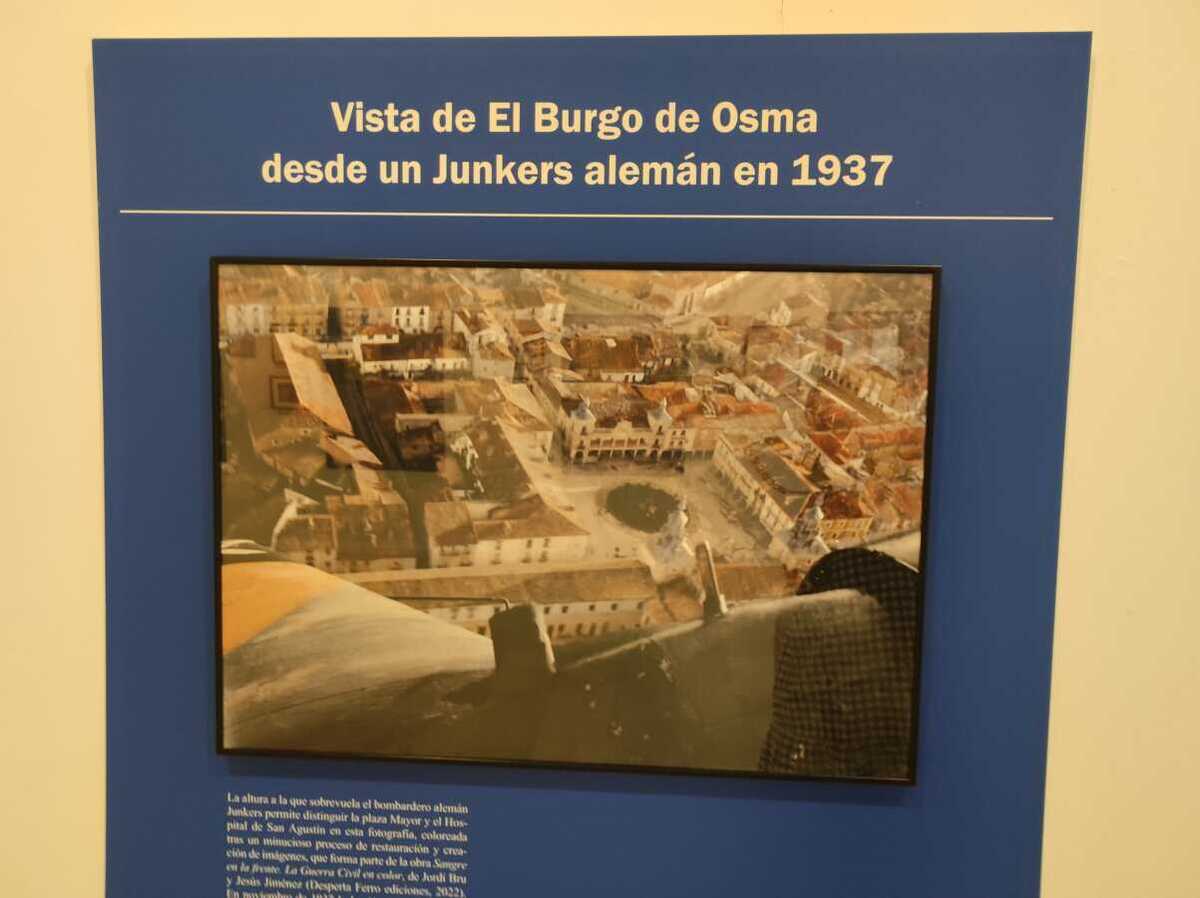 Vista de El Burgo de Osma
desde un Junkers alemán en 1937
La altura a la que sobrevuela el bombardero alemán
Junkers permite distinguir la plaza Mayor y el Hos-
pital de San Agustín en esta fotografía, coloreada
tras un minucioso proceso de restauración y crea-
ción de imágenes, que forma parte de la obra Sangre
en la frente. La Guerra Civil en color, de Jordi Bru
y Jesús Jiménez (Desperta Ferro ediciones, 2022).
En noviembre de